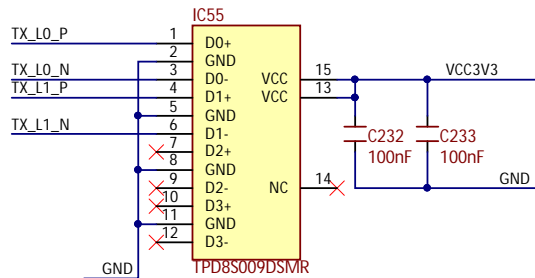 IC55
TX_L0_P 1 D0+
2 GND
TX_L0_N 3 D0- VCC 15 VCC3V3
TX_L1_P 4 D1+ VCC 13
5 GND
TX_L1_N 6 D1- C232 C233
7 D2+ 100nF 100nF
8 GND
9 D2- NC 14 GND
10 D3+
11 GND
12 D3-
GND TPD8S009DSMR